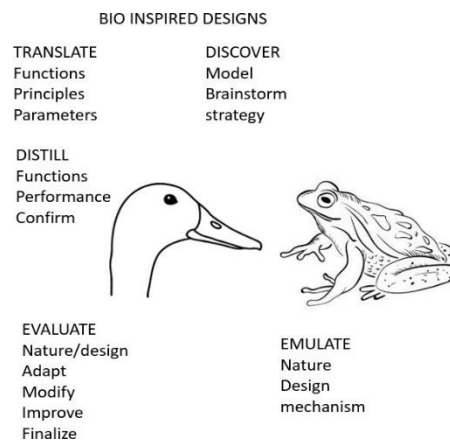 BIO INSPIRED DESIGNS
TRANSLATE
Functions
Principles
Parameters
DISCOVER
Model
Brainstorm
strategy
DISTILL
Functions
Performance
Confirm
EVALUATE
Nature/design
Adapt
Modify
Improve
Finalize
EMULATE
Nature
Design
mechanism